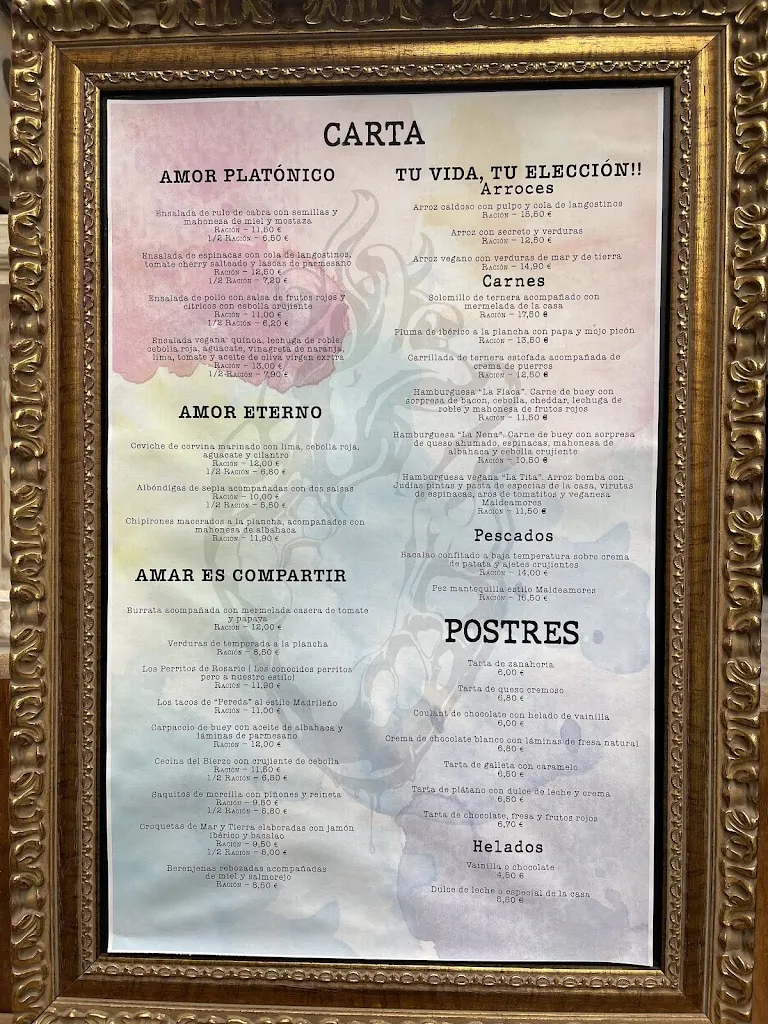 CARTA
AMOR PLATÓNICO
Ensalada de rulo de cabra con semillas y
mahonesa de miel y mostaza
Ración – 11,50 €
1/2 Ración – 6,50 €
Ensalada de espinacas con cola de langostinos,
tomate cherry salteado y lascas de parmesano
Ración – 12,50 €
1/2 Ración – 7,20 €
Ensalada de pollo con salsa de frutos rojos y
cítricos con cebolla crujiente
Ración – 11,00 €
1/2 Ración – 6,20 €
Ensalada vegana: quinoa, lechuga de roble,
cebolla roja, aguacate, vinagreta de naranja,
lima, tomate y aceite de oliva virgen extra
Ración – 13,00 €
1/2 Ración – 7,90 €
AMOR ETERNO
Ceviche de corvina marinado con lima, cebolla roja,
aguacate y cilantro
Ración – 12,00 €
1/2 Ración – 6,80 €
Albóndigas de sepia acompañadas con dos salsas
Ración – 10,00 €
1/2 Ración – 5,50 €
Chipirones macerados a la plancha, acompañados con
mahonesa de albahaca
Ración – 11,90 €
AMAR ES COMPARTIR
Burrata acompañada con mermelada casera de tomate
y papaya
Ración – 12,00 €
Verduras de temporada a la plancha
Ración – 8,50 €
Los Perritos de Rosario | Los conocidos perritos
pero a nuestro estilo|
Ración – 11,90 €
Los tacos de "Pereda" al estilo Madrileño
Ración – 11,00 €
Carpaccio de buey con aceite de albahaca y
láminas de parmesano
Ración – 12,00 €
Cecina del Bierzo con crujiente de cebolla
Ración – 11,50 €
1/2 Ración – 6,50 €
Saquitos de morcilla con piñones y reineta
Ración – 9,50 €
1/2 Ración – 5,80 €
Croquetas de Mar y Tierra elaboradas con jamón
ibérico y bacalao
Ración – 9,50 €
1/2 Ración – 5,00 €
Berenjenas rebozadas acompañadas
de miel y salmorejo
Ración – 8,50 €
TU VIDA, TU ELECCIÓN!!
Arroces
Arroz caldoso con pulpo y cola de langostinos
Ración – 15,50 €
Arroz con secreto y verduras
Ración – 12,50 €
Arroz vegano con verduras de mar y de tierra
Ración – 14,90 €
Carnes
Solomillo de ternera acompañado con
mermelada de la casa
Ración – 17,50 €
Pluma de ibérico a la plancha con papa y mojo picón
Ración – 13,50 €
Carrillada de ternera estofada acompañada de
crema de puerros
Ración – 12,50 €
Hamburguesa "La Flaca". Carne de buey con
sorpresa de bacon, cebolla, cheddar, lechuga de
roble y mahonesa de frutos rojos
Ración – 11,50 €
Hamburguesa "La Nena". Carne de buey con sorpresa
de queso ahumado, espinacas, mahonesa de
albahaca y cebolla crujiente
Ración – 10,50 €
Hamburguesa vegana "La Tita". Arroz bomba con
Judías pintas y pasta de especias de la casa, virutas
de espinacas, aros de tomatitos y veganesa
Maldeamores
Ración – 11,50 €
Pescados
Bacalao confitado a baja temperatura sobre crema
de patata y ajetes crujientes
Ración – 14,00 €
Pez mantequilla estilo Maldeamores
Ración – 16,50 €
POSTRES
Tarta de zanahoria
6,00 €
Tarta de queso cremoso
6,80 €
Coulant de chocolate con helado de vainilla
6,00 €
Crema de chocolate blanco con láminas de fresa natural
6,80 €
Tarta de galleta con caramelo
6,50 €
Tarta de plátano con dulce de leche y crema
6,50 €
Tarta de chocolate, fresa y frutos rojos
6,70 €
Helados
Vainilla o chocolate
4,50 €
Dulce de leche o especial de la casa
5,50 €